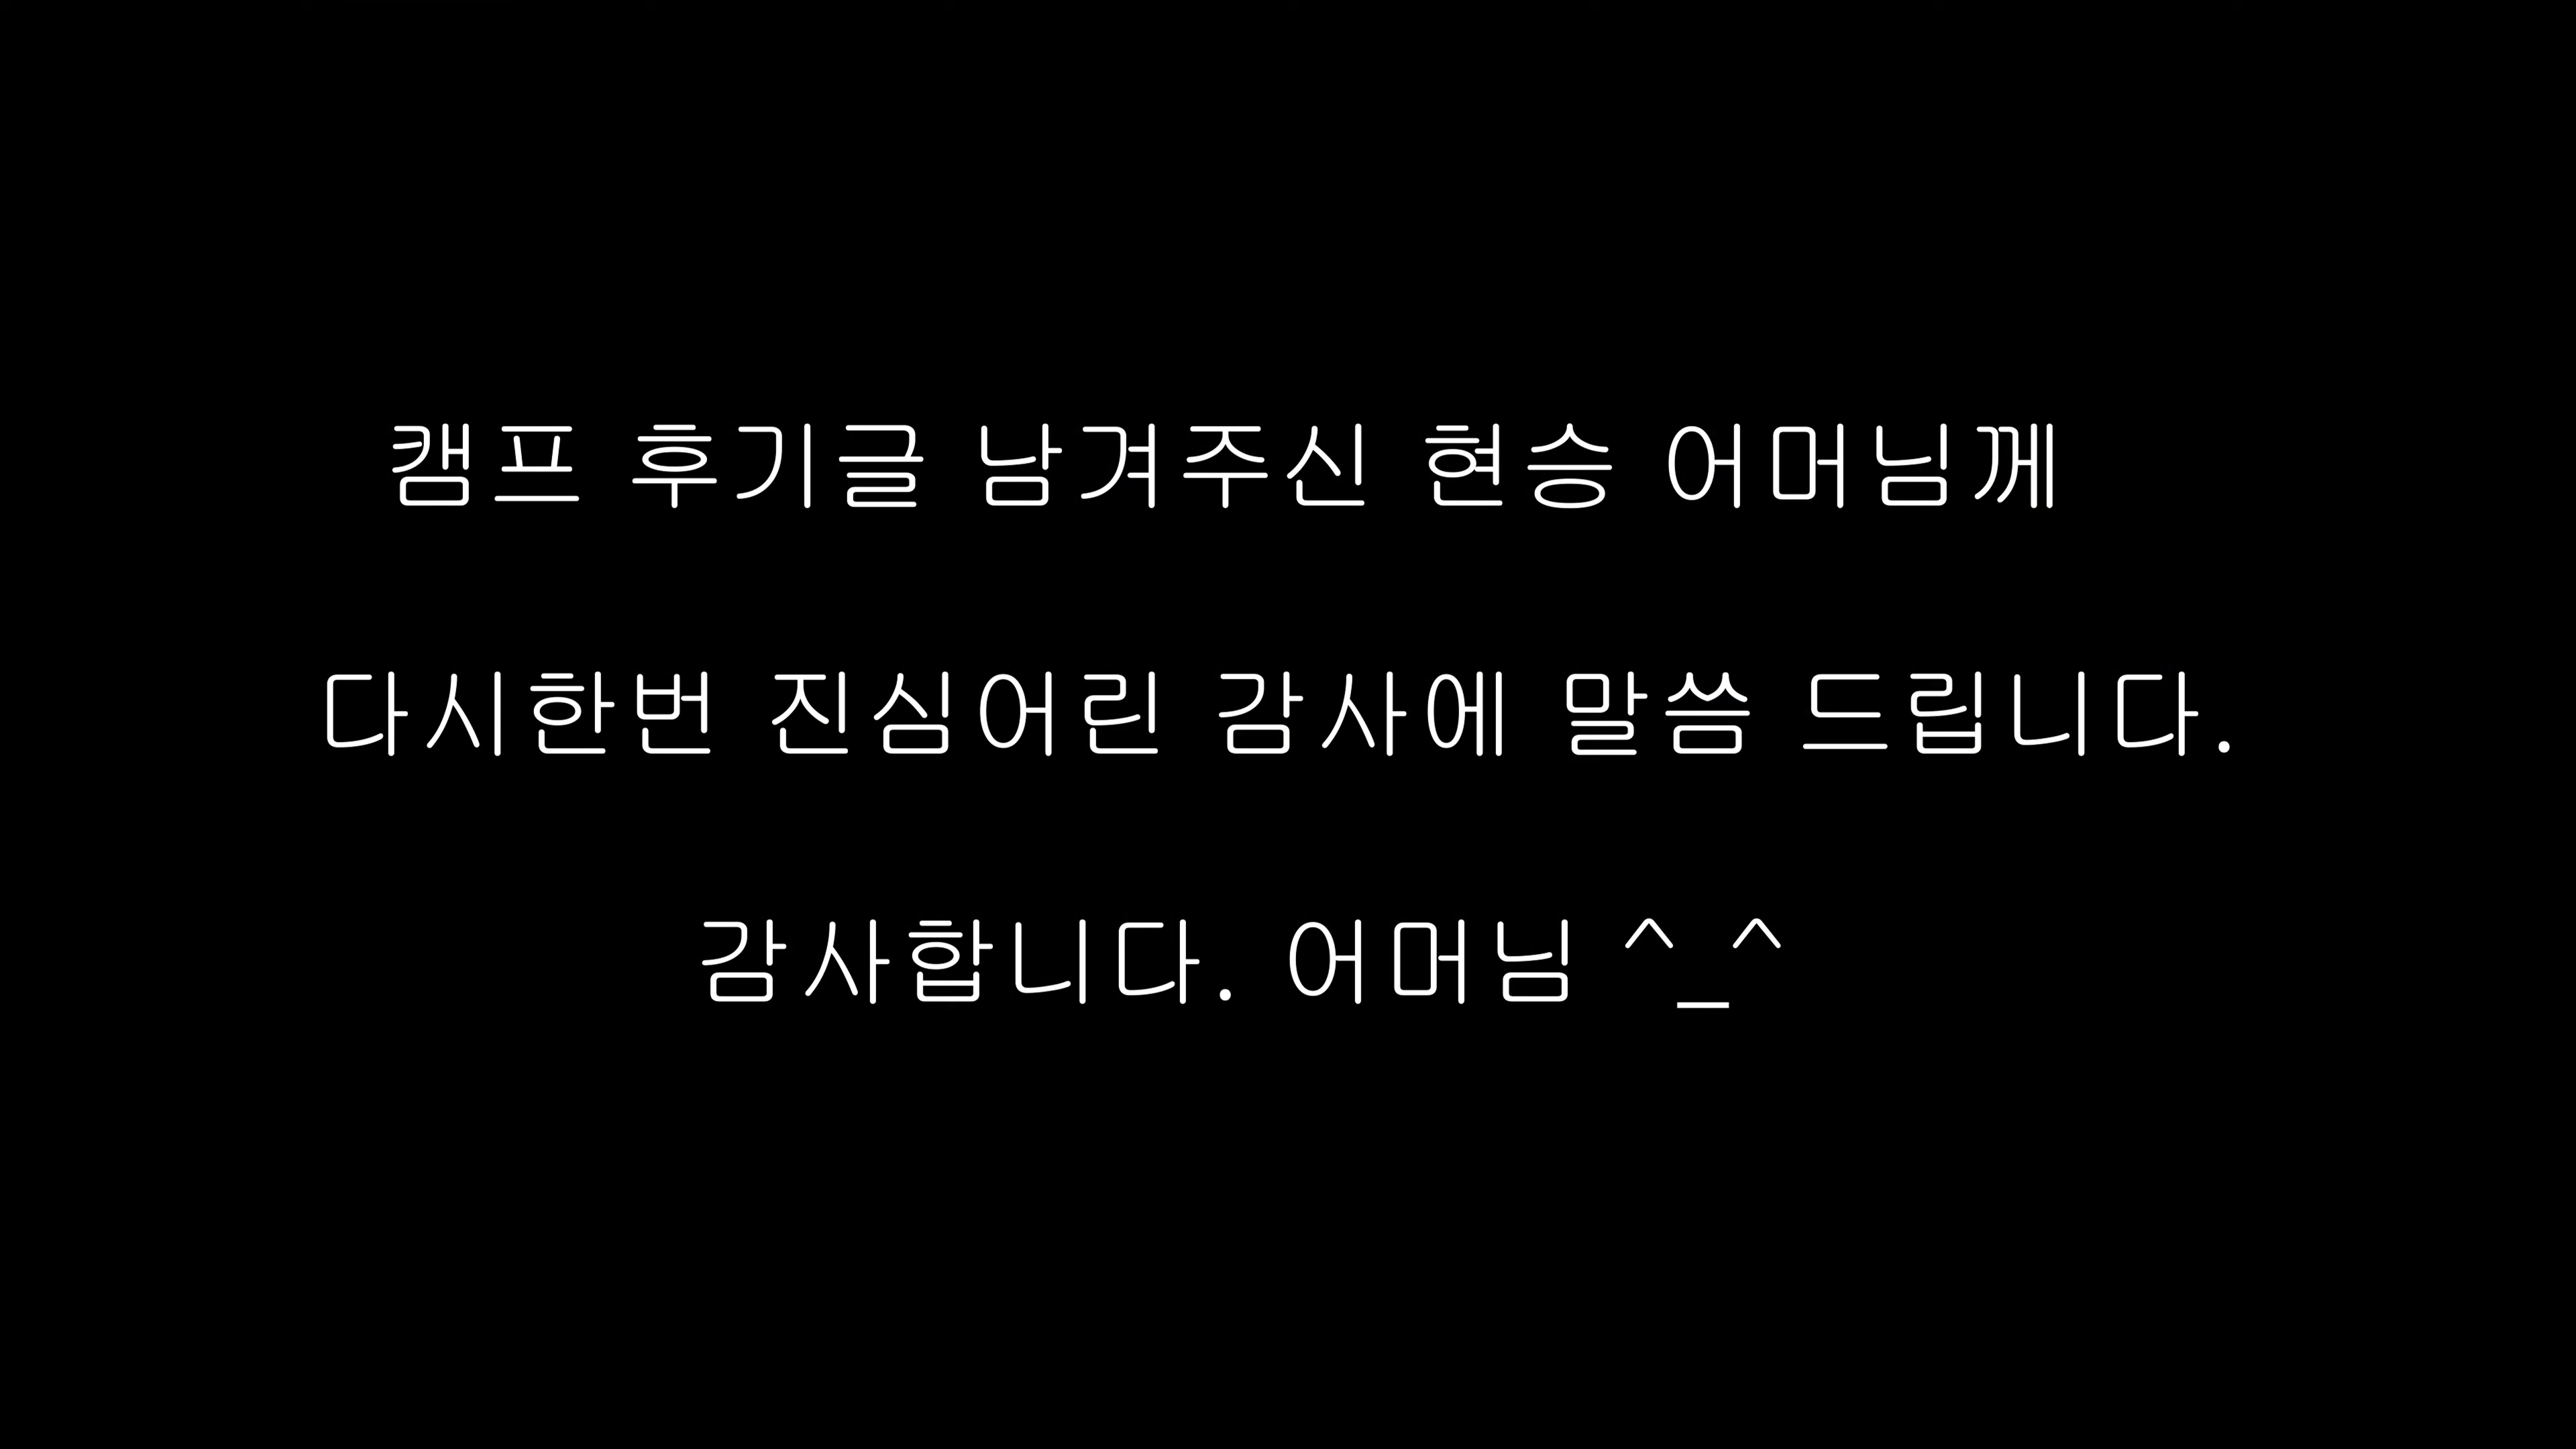 캠프 후기글 남겨주신 현승 어머님께
다시한번 진심어린 감사에 말씀 드립니다.
감사합니다. 어머님 ^_^